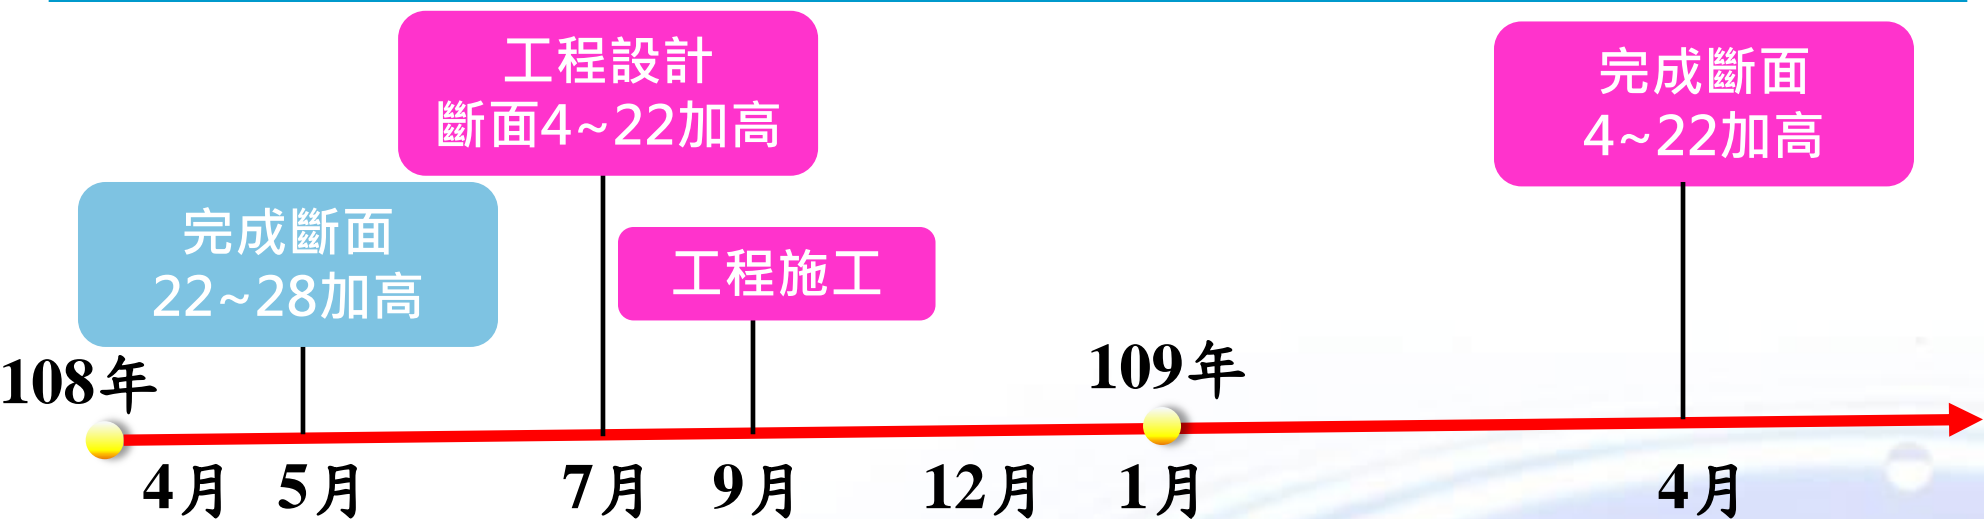 工程設計
斷面4~22加高
完成斷面
4~22加高
完成斷面
22~28加高
工程施工
108年
109年
4月 5月 7月 9月 12月 1月 4月